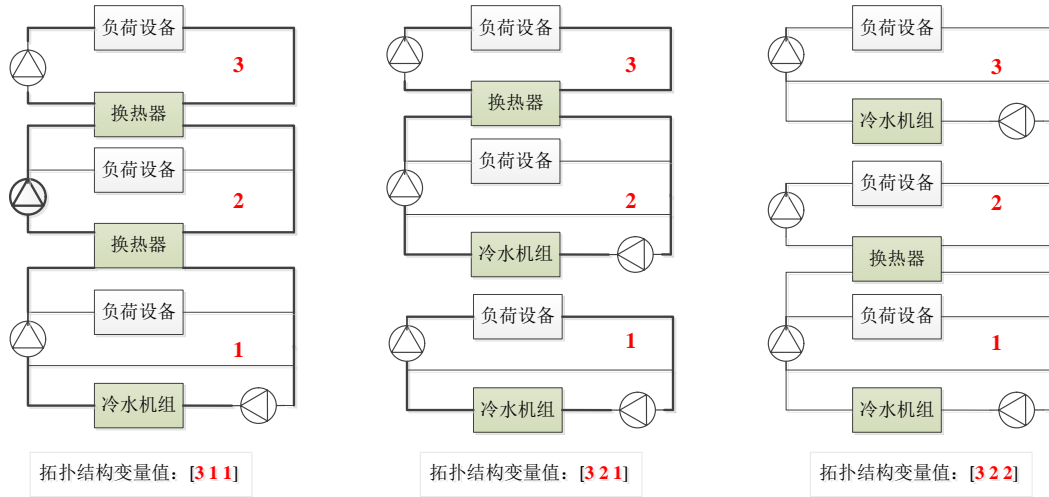 负荷设备
3
换热器
负荷设备
2
换热器
负荷设备
1
冷水机组
拓扑结构变量值：[3 1 1]
负荷设备
3
换热器
负荷设备
2
冷水机组
负荷设备
1
冷水机组
拓扑结构变量值：[3 2 1]
负荷设备
3
冷水机组
负荷设备
2
换热器
负荷设备
1
冷水机组
拓扑结构变量值：[3 2 2]